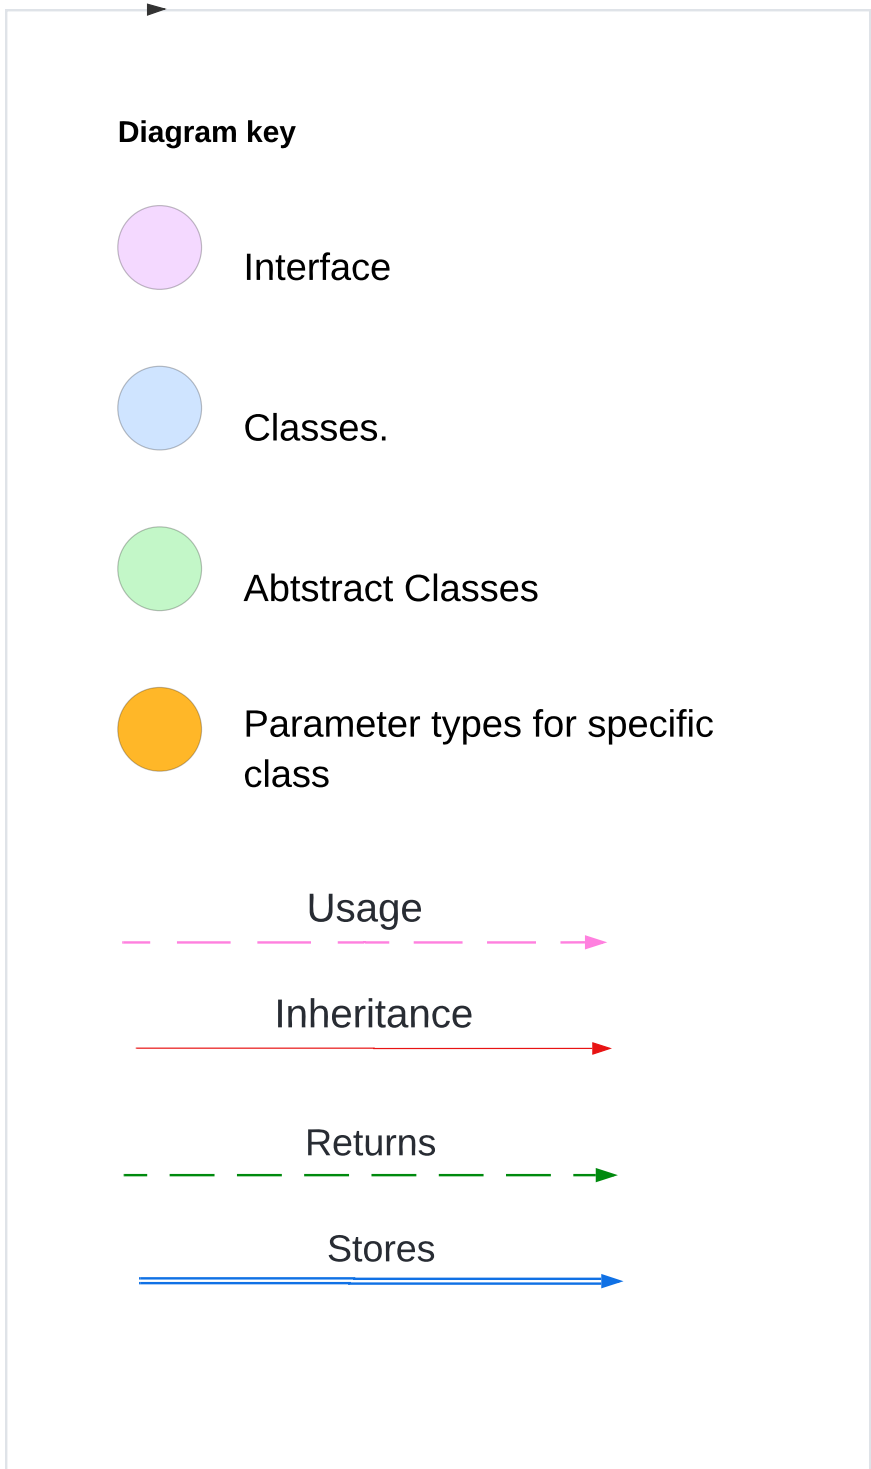 Diagram key
Interface
Classes.
Abtstract Classes
Parameter types for specific
class
Usage
Inheritance
Returns
Stores